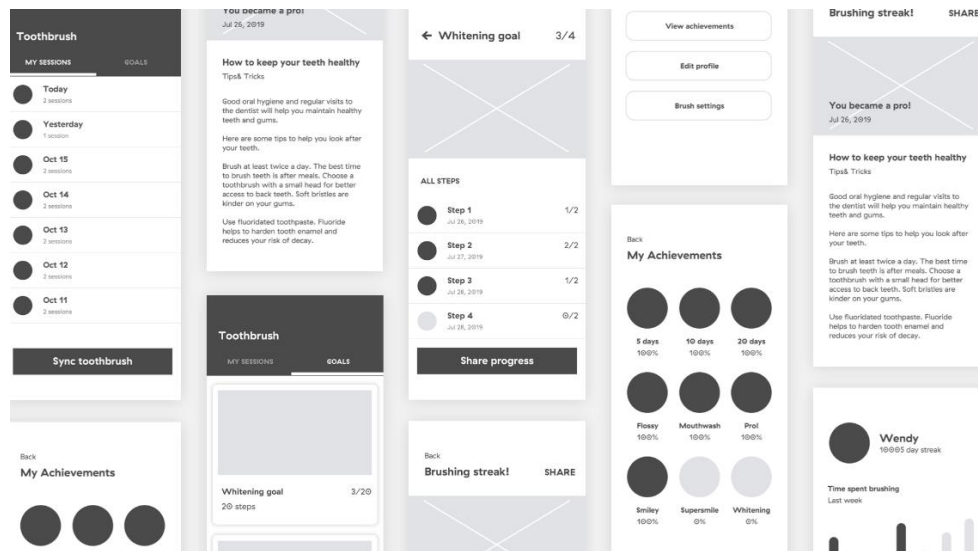 Toothbrush
MY SESSIONS
GOALS
Today
2 sessions
Yesterday
1 session
Oct 15
2 sessions
Oct 14
2 sessions
Oct 13
2 sessions
Oct 12
2 sessions
Oct 11
2 sessions
Sync toothbrush
Back
My Achievements
You became a pro!
Jul 26, 2019
How to keep your teeth healthy
Tips& Tricks
Good oral hygiene and regular visits to
the dentist will help you maintain healthy
teeth and gums.
Here are some tips to help you look after
your teeth.
Brush at least twice a day. The best time
to brush teeth is after meals. Choose a
toothbrush with a small head for better
access to back teeth. Soft bristles are
kinder on your gums.
Use fluoridated toothpaste. Fluoride
helps to harden tooth enamel and
reduces your risk of decay.
Toothbrush
MY SESSIONS
GOALS
Whitening goal 3/20
20 steps
Whitening goal 3/4
ALL STEPS
Step 1 1/2
Jul 26, 2019
Step 2 2/2
Jul 27, 2019
Step 3 1/2
Jul 28, 2019
Step 4 0/2
Jul 28, 2019
Share progress
Back
Brushing streak! SHARE
View achievements
Edit profile
Brush settings
Back
My Achievements
5 days 10 days 20 days
100% 100% 100%
Flossy Mouthwash Pro!
100% 100% 100%
Smiley Supersmile Whitening
100% 0% 0%
Brushing streak! SHARE
You became a pro!
Jul 26, 2019
How to keep your teeth healthy
Tips& Tricks
Good oral hygiene and regular visits to
the dentist will help you maintain healthy
teeth and gums.
Here are some tips to help you look after
your teeth.
Brush at least twice a day. The best time
to brush teeth is after meals. Choose a
toothbrush with a small head for better
access to back teeth. Soft bristles are
kinder on your gums.
Use fluoridated toothpaste. Fluoride
helps to harden tooth enamel and
reduces your risk of decay.
Wendy
10005 day streak
Time spent brushing
Last week